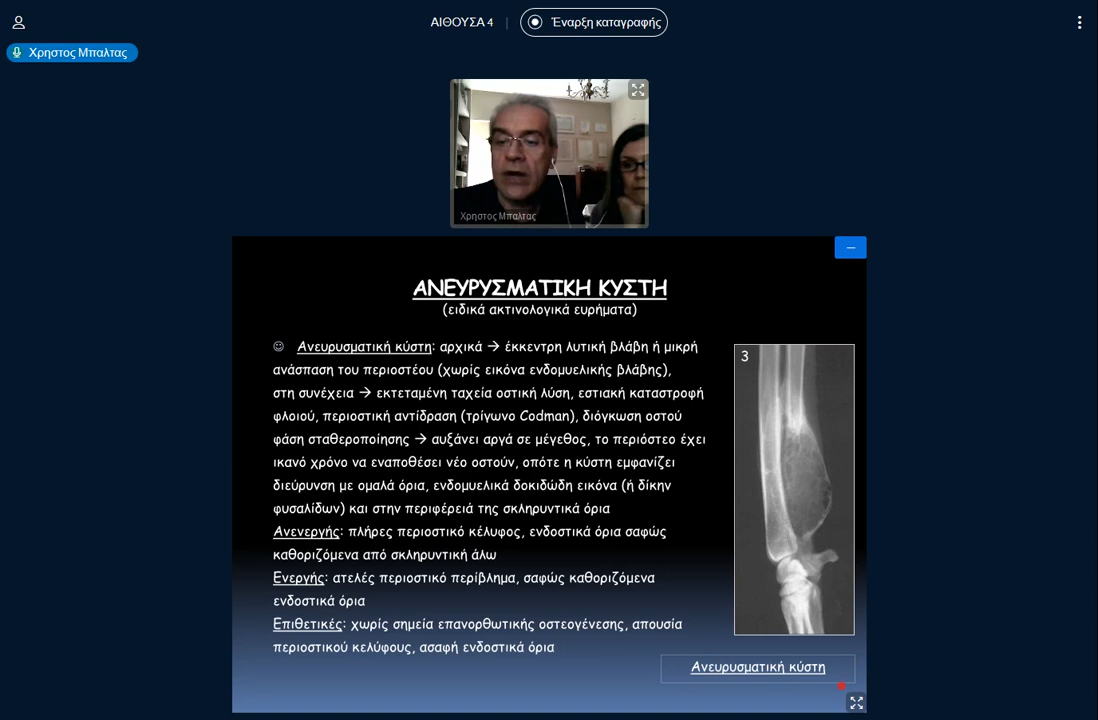 ΑΙΘΟΥΣΑ 4 | Έναρξη καταγραφής
Χρηστος Μπαλτας
Χρηστος Μπαλτας
ΑΝΕΥΡΥΣΜΑΤΙΚΗ ΚΥΣΤΗ
(ειδικά ακτινολογικά ευρήματα)
☺ Ανευρυσματική κύστη: αρχικά → έκκεντρη λυτική βλάβη ή μικρή
ανάσπαση του περιοστέου (χωρίς εικόνα ενδομυελικής βλάβης),
στη συνέχεια → εκτεταμένη ταχεία οστική λύση, εστιακή καταστροφή
φλοιού, περιοστική αντίδραση (τρίγωνο Codman), διόγκωση οστού
φάση σταθεροποίησης → αυξάνει αργά σε μέγεθος, το περιόστεο έχει
ικανό χρόνο να εναποθέσει νέο οστούν, οπότε η κύστη εμφανίζει
διεύρυνση με ομαλά όρια, ενδομυελικά δοκιδώδη εικόνα (ή δίκην
φυσαλίδων) και στην περιφέρειά της σκληρυντικά όρια
Ανενεργής: πλήρες περιοστικό κέλυφος, ενδοστικά όρια σαφώς
καθοριζόμενα από σκληρυντική άλω
Ενεργής: ατελές περιοστικό περίβλημα, σαφώς καθοριζόμενα
ενδοστικά όρια
Επιθετικές: χωρίς σημεία επανορθωτικής οστεογένεσης, απουσία
περιοστικού κελύφους, ασαφή ενδοστικά όρια
3
Ανευρυσματική κύστη